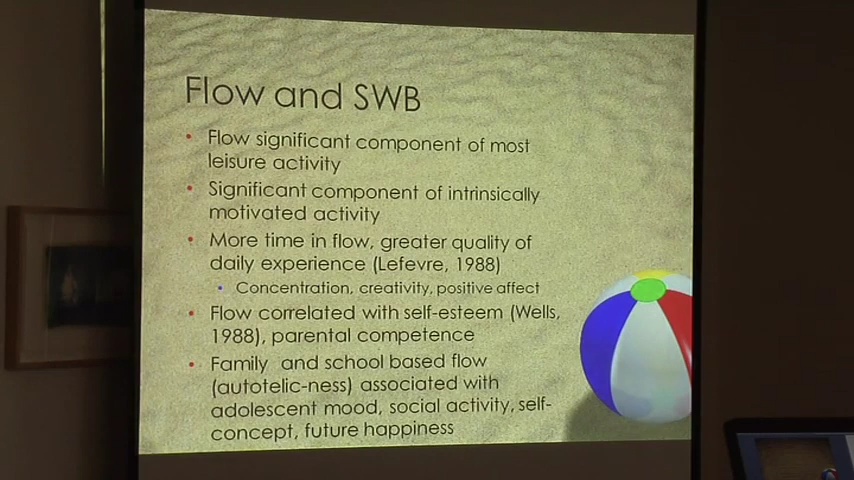 Flow and SWB
• Flow significant component of most
leisure activity
• Significant component of intrinsically
motivated activity
• More time in flow, greater quality of
daily experience (Lefevre, 1988)
• Concentration, creativity, positive affect
• Flow correlated with self-esteem (Wells,
1988), parental competence
• Family and school based flow
(autotelic-ness) associated with
adolescent mood, social activity, self-
concept, future happiness